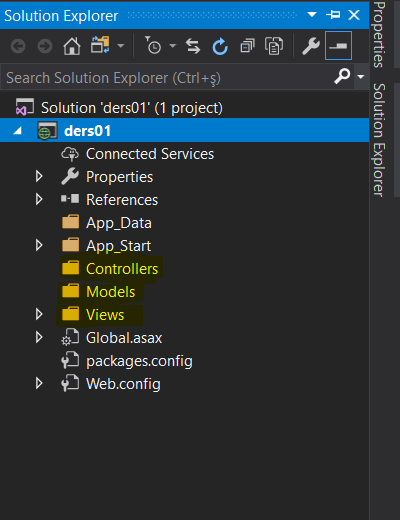 Solution Explorer
Search Solution Explorer (Ctrl+ş)
Solution 'ders01' (1 project)
ders01
Connected Services
Properties
References
App_Data
App_Start
Controllers
Models
Views
Global.asax
packages.config
Web.config
Properties
Solution Explorer